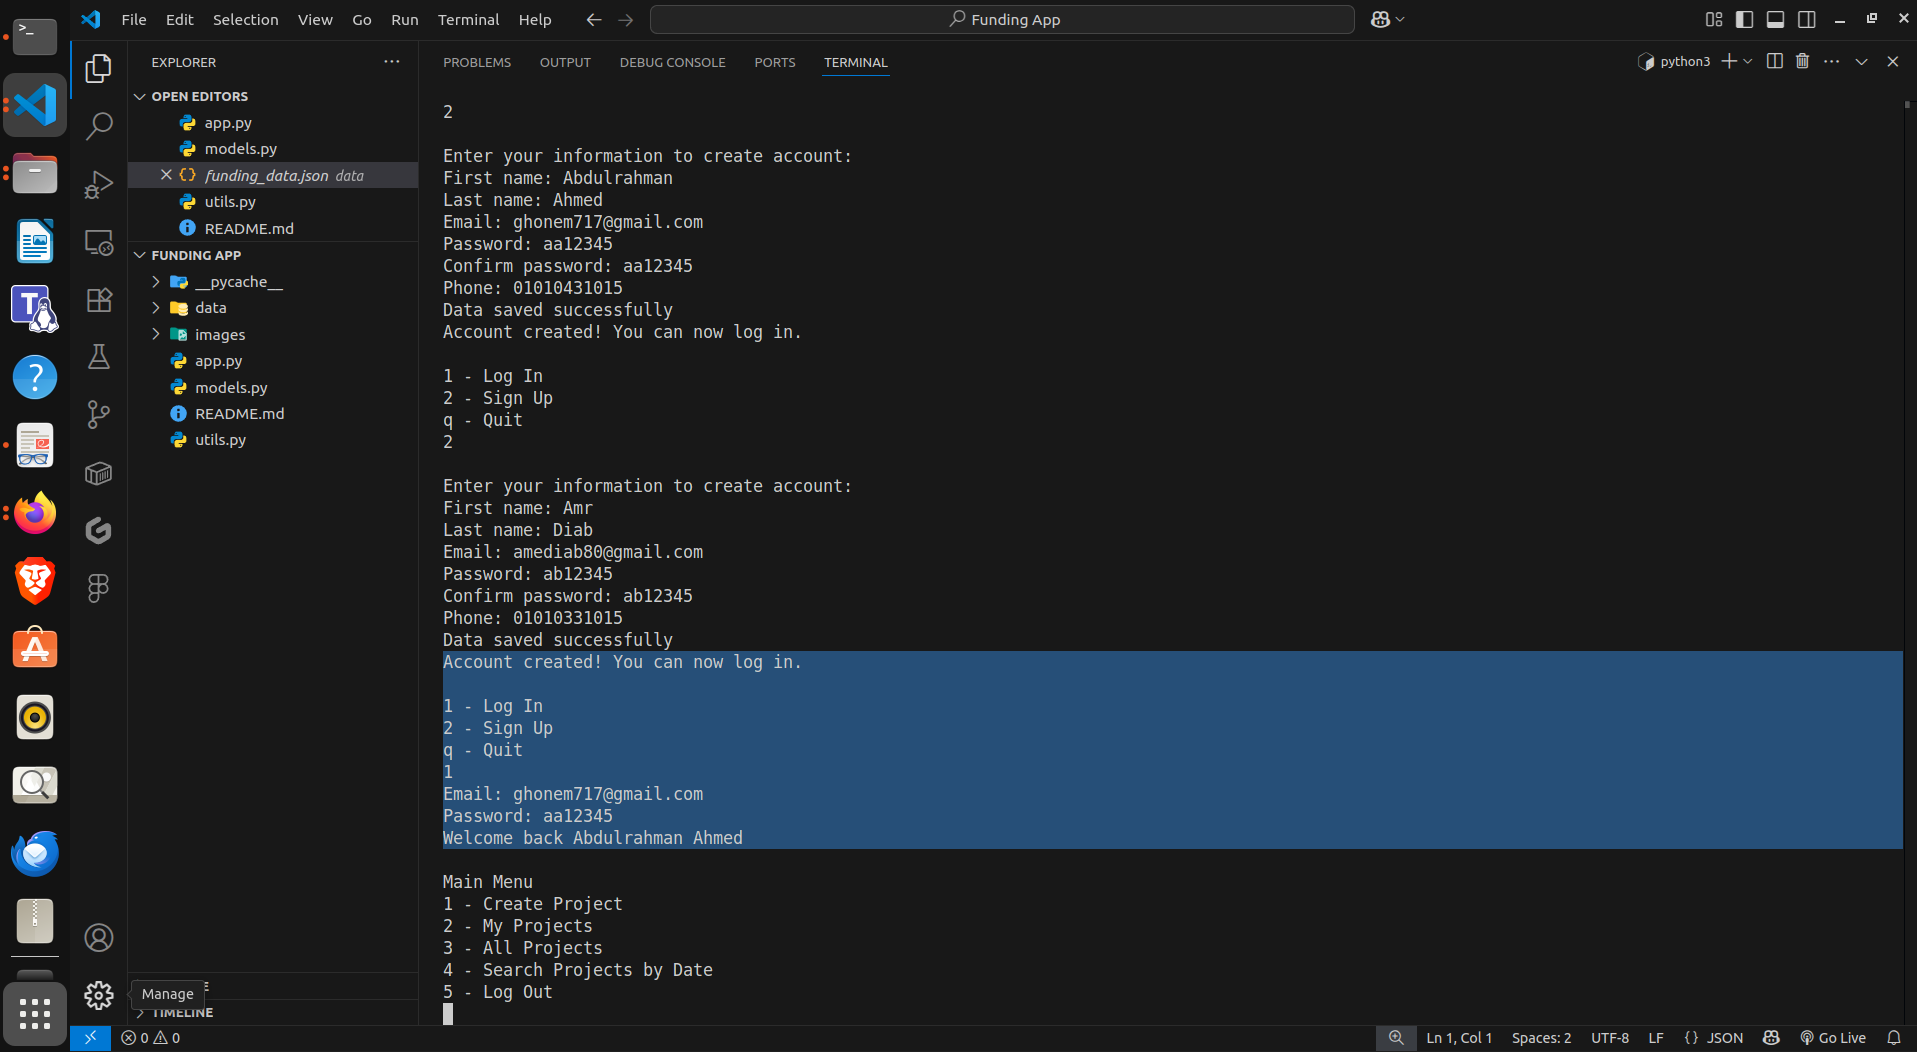 File Edit Selection View Go Run Terminal Help
Funding App
EXPLORER
OPEN EDITORS
app.py
models.py
funding_data.json data
utils.py
README.md
FUNDING APP
__pycache__
data
images
app.py
models.py
README.md
utils.py
Manage
TIMELINE
PROBLEMS OUTPUT DEBUG CONSOLE PORTS TERMINAL
python3
2
Enter your information to create account:
First name: Abdulrahman
Last name: Ahmed
Email: ghonem717@gmail.com
Password: aa12345
Confirm password: aa12345
Phone: 01010431015
Data saved successfully
Account created! You can now log in.
1 - Log In
2 - Sign Up
q - Quit
2
Enter your information to create account:
First name: Amr
Last name: Diab
Email: amediab80@gmail.com
Password: ab12345
Confirm password: ab12345
Phone: 01010331015
Data saved successfully
Account created! You can now log in.
1 - Log In
2 - Sign Up
q - Quit
1
Email: ghonem717@gmail.com
Password: aa12345
Welcome back Abdulrahman Ahmed
Main Menu
1 - Create Project
2 - My Projects
3 - All Projects
4 - Search Projects by Date
5 - Log Out
0 0
Ln 1, Col 1 Spaces: 2 UTF-8 LF {} JSON Go Live